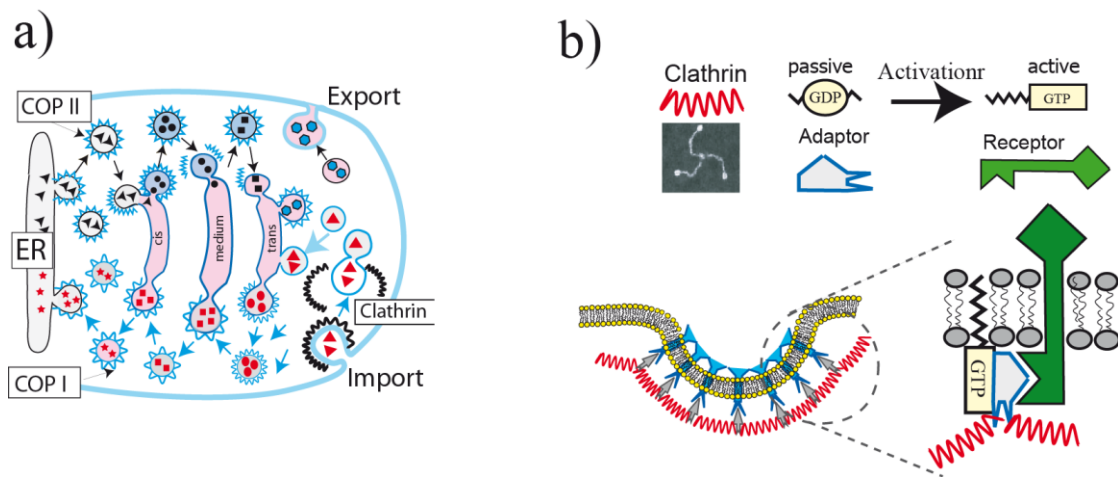 a)
COP II
Export
ER
cis
medium
trans
Clathrin
Import
COP I
b)
Clathrin
passive
GDP
Activationr
active
GTP
Adaptor
Receptor
GTP